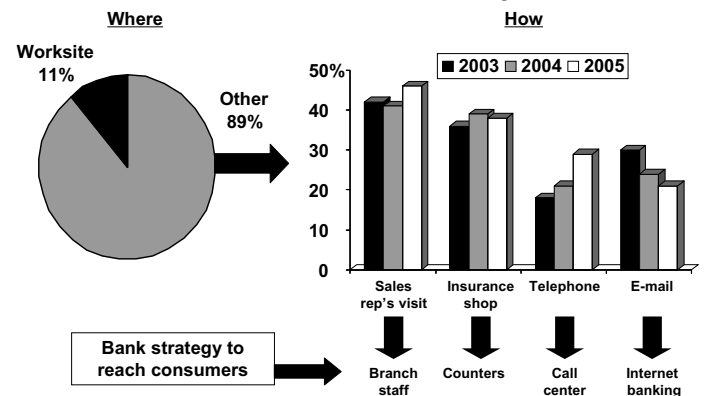 Where
How
Worksite
11%
Other
89%
2003 2004 2005
50%
40
30
20
10
0
Sales
rep's visit
Insurance
shop
Telephone
E-mail
Bank strategy to
reach consumers
Branch
staff
Counters
Call
center
Internet
banking